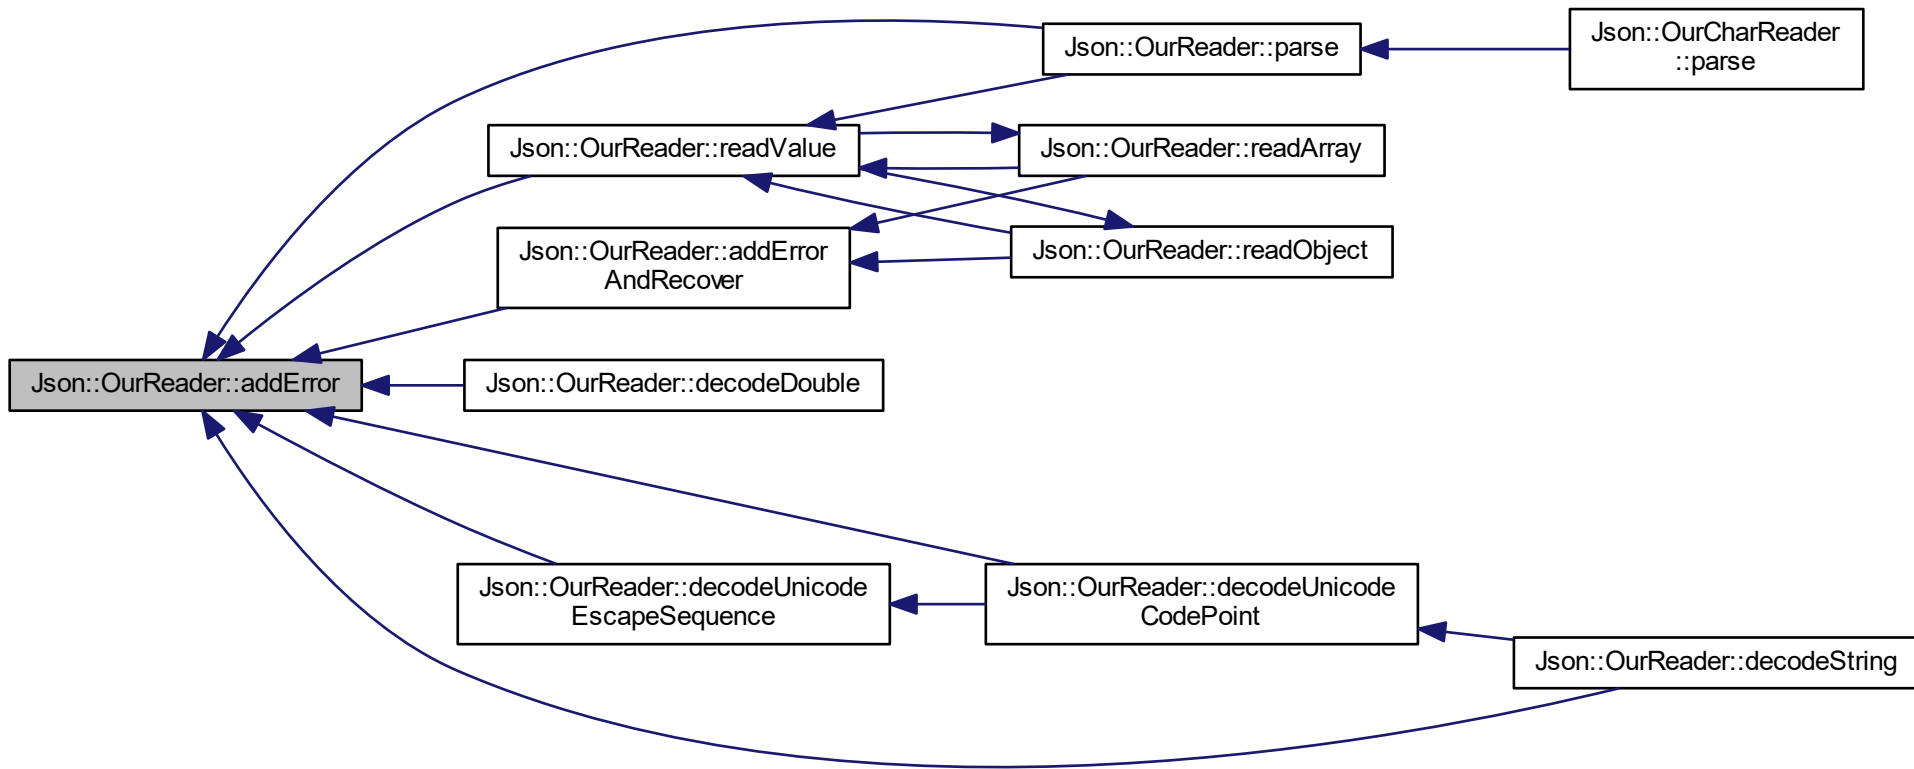 Json::OurReader::parse
Json::OurCharReader
::parse
Json::OurReader::readValue
Json::OurReader::readArray
Json::OurReader::addError
AndRecover
Json::OurReader::readObject
Json::OurReader::addError
Json::OurReader::decodeDouble
Json::OurReader::decodeUnicode
EscapeSequence
Json::OurReader::decodeUnicode
CodePoint
Json::OurReader::decodeString